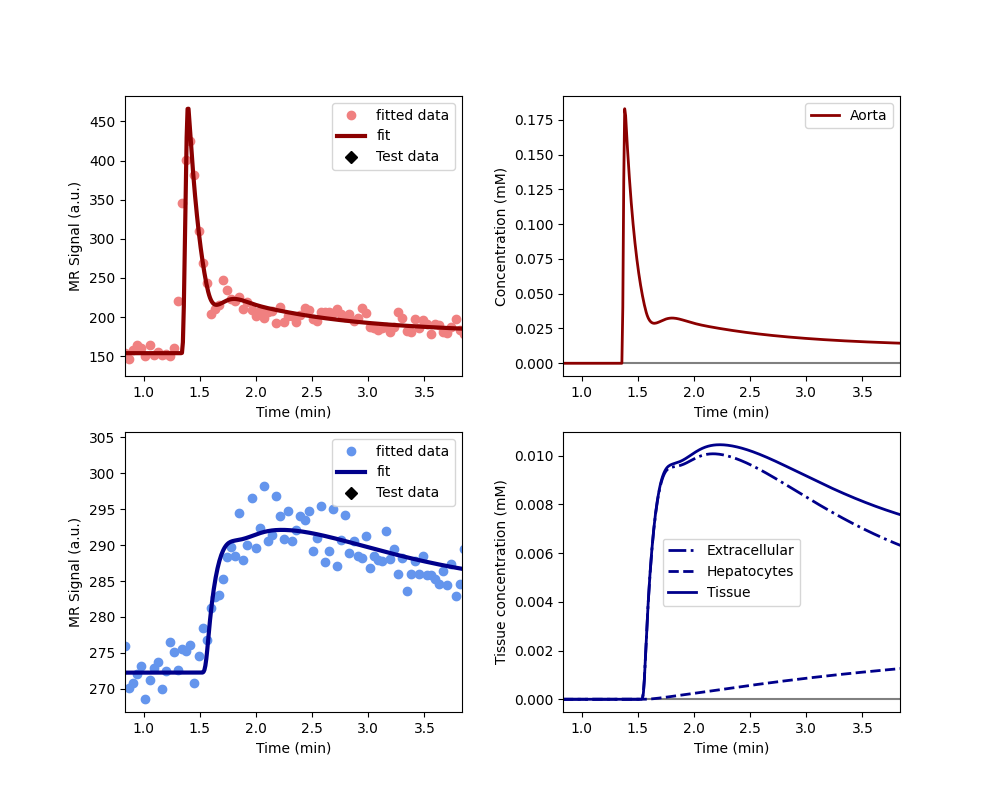 450
400
350
300
250
200
150
MR Signal (a.u.)
fitted data
fit
Test data
1.0 1.5 2.0 2.5 3.0 3.5
Time (min)
0.175
0.150
0.125
0.100
0.075
0.050
0.025
0.000
Concentration (mM)
Aorta
1.0 1.5 2.0 2.5 3.0 3.5
Time (min)
305
300
295
290
285
280
275
270
MR Signal (a.u.)
fitted data
fit
Test data
1.0 1.5 2.0 2.5 3.0 3.5
Time (min)
0.010
0.008
0.006
0.004
0.002
0.000
Tissue concentration (mM)
Extracellular
Hepatocytes
Tissue
1.0 1.5 2.0 2.5 3.0 3.5
Time (min)